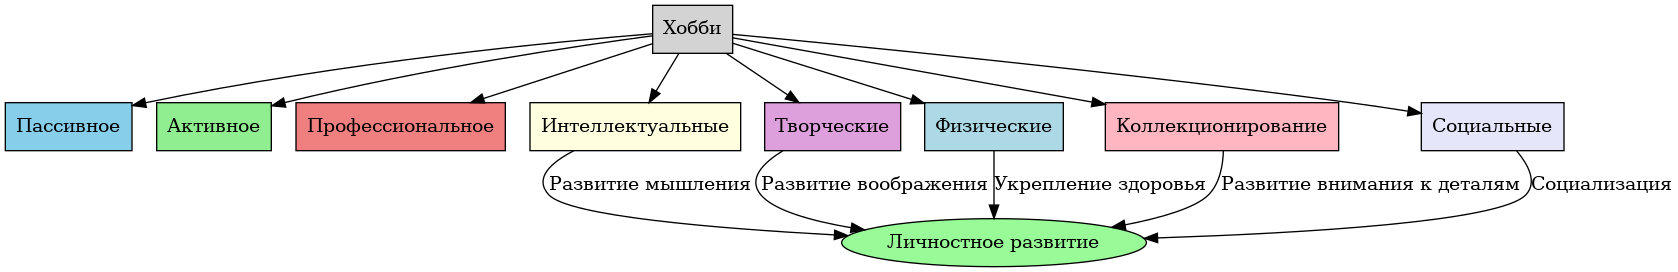 Хобби
Пассивное
Активное
Профессиональное
Интеллектуальные
Творческие
Физические
Коллекционирование
Социальные
Развитие мышления
Развитие воображения
Укрепление здоровья
Развитие внимания к деталям
Социализация
Личностное развитие